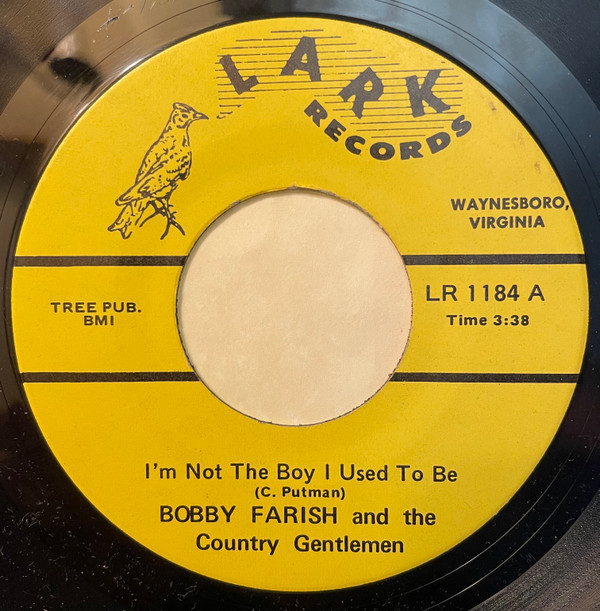 LARK
RECORDS
WAYNESBORO,
VIRGINIA
TREE PUB.
BMI
LR 1184 A
Time 3:38
I'm Not The Boy I Used To Be
(C. Putman)
BOBBY FARISH and the
Country Gentlemen